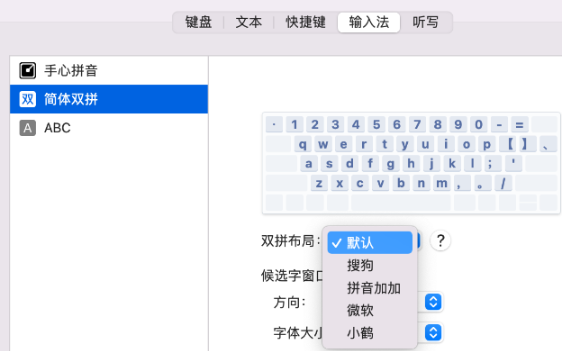 键盘 文本 快捷键 输入法 听写
手心拼音
双 简体双拼
A ABC
· 1 2 3 4 5 6 7 8 9 0 - =
q w e r t y u i o p 【 】 、
a s d f g h j k l ; '
z x c v b n m , 。 /
双拼布局: ?
✓ 默认
搜狗
拼音加加
微软
小鹤
候选字窗口
方向:
字体大小